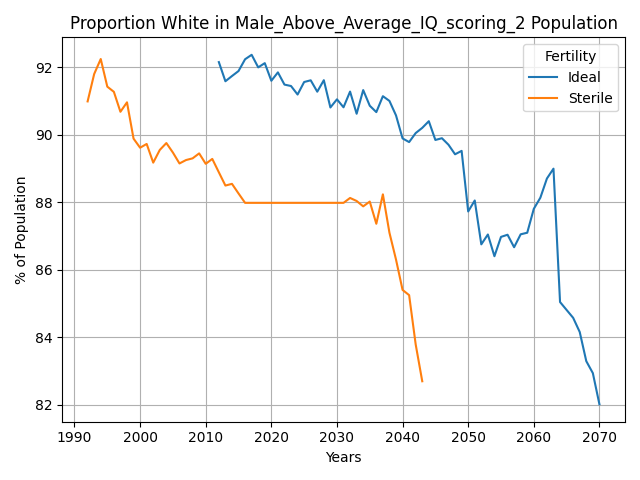 Proportion White in Male_Above_Average_IQ_scoring_2 Population
Fertility
Ideal
Sterile
% of Population
92
90
88
86
84
82
1990
2000
2010
2020
2030
2040
2050
2060
2070
Years